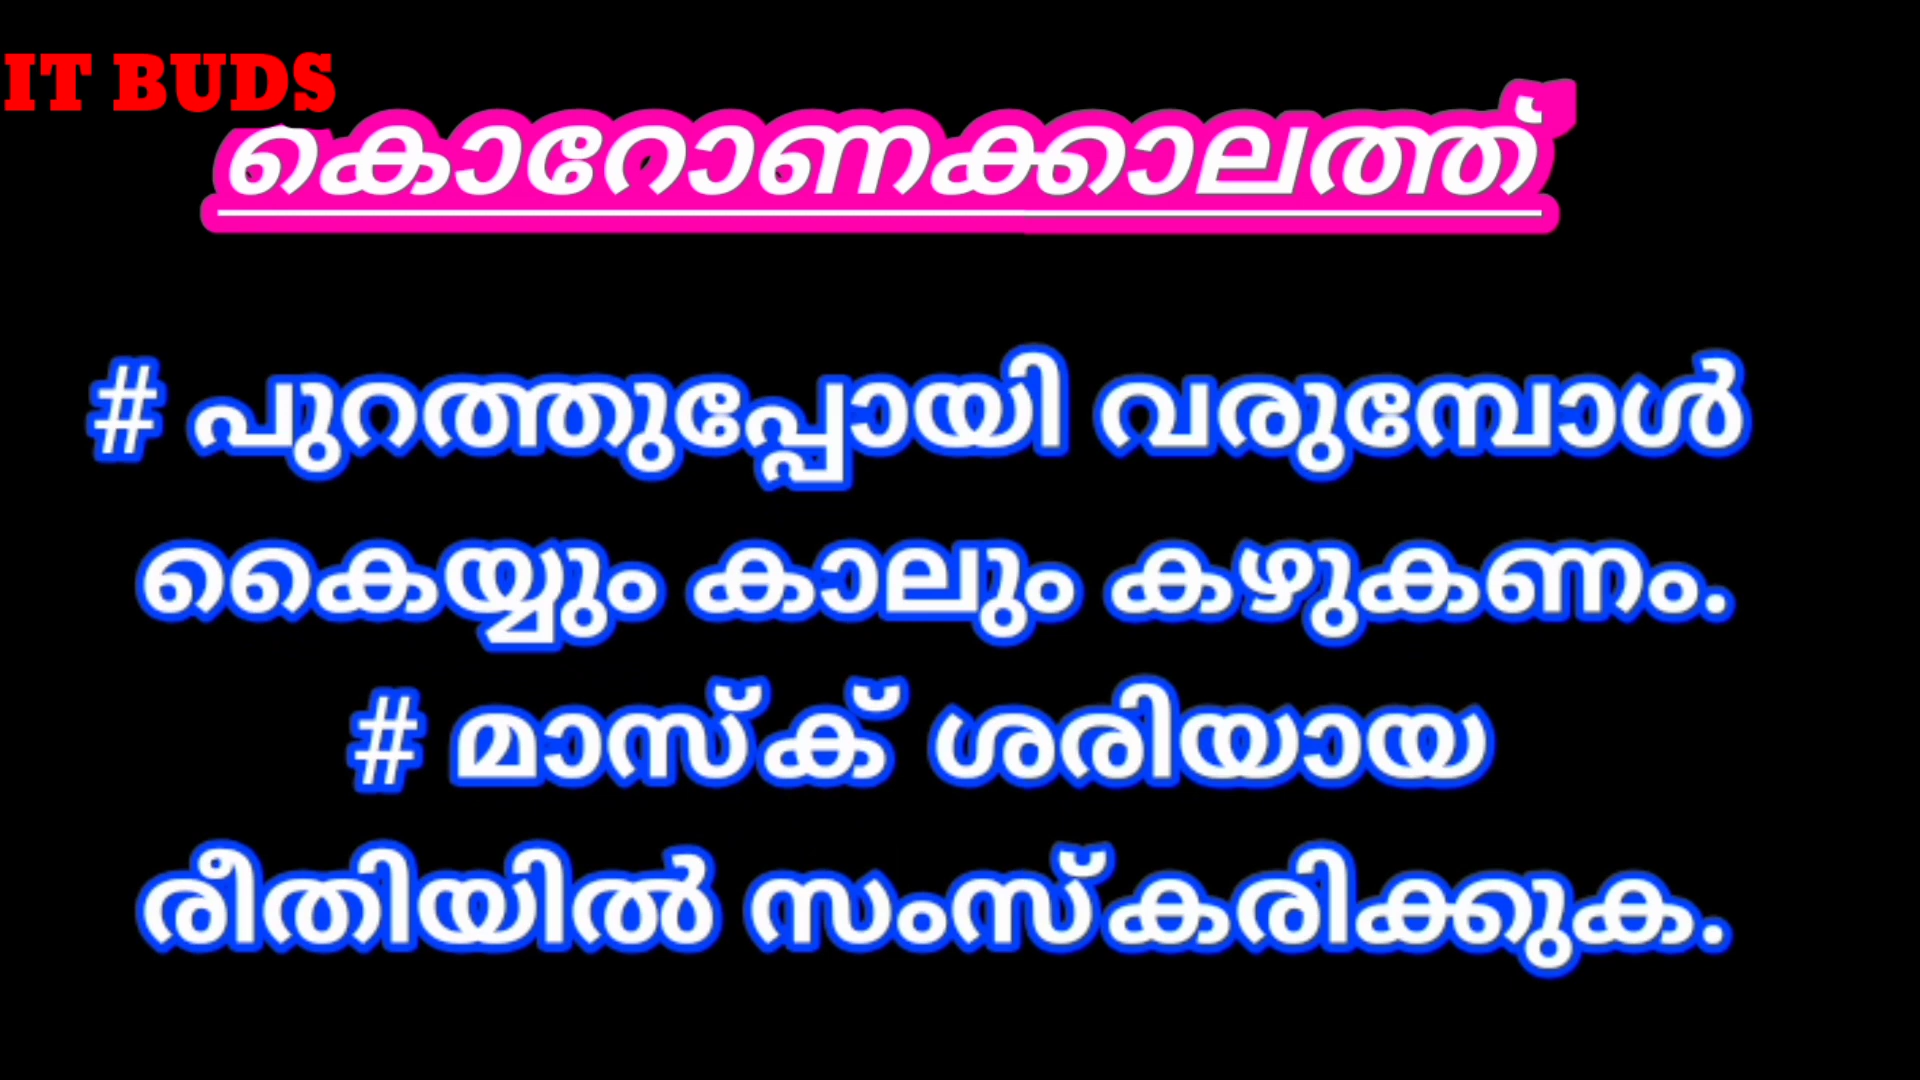 IT BUDS
കൊറോണക്കാലത്ത്
# പുറത്തുപ്പോയി വരുമ്പോൾ
കൈയ്യും കാലും കഴുകണം.
# മാസ്ക് ശരിയായ
രീതിയിൽ സംസ്കരിക്കുക.